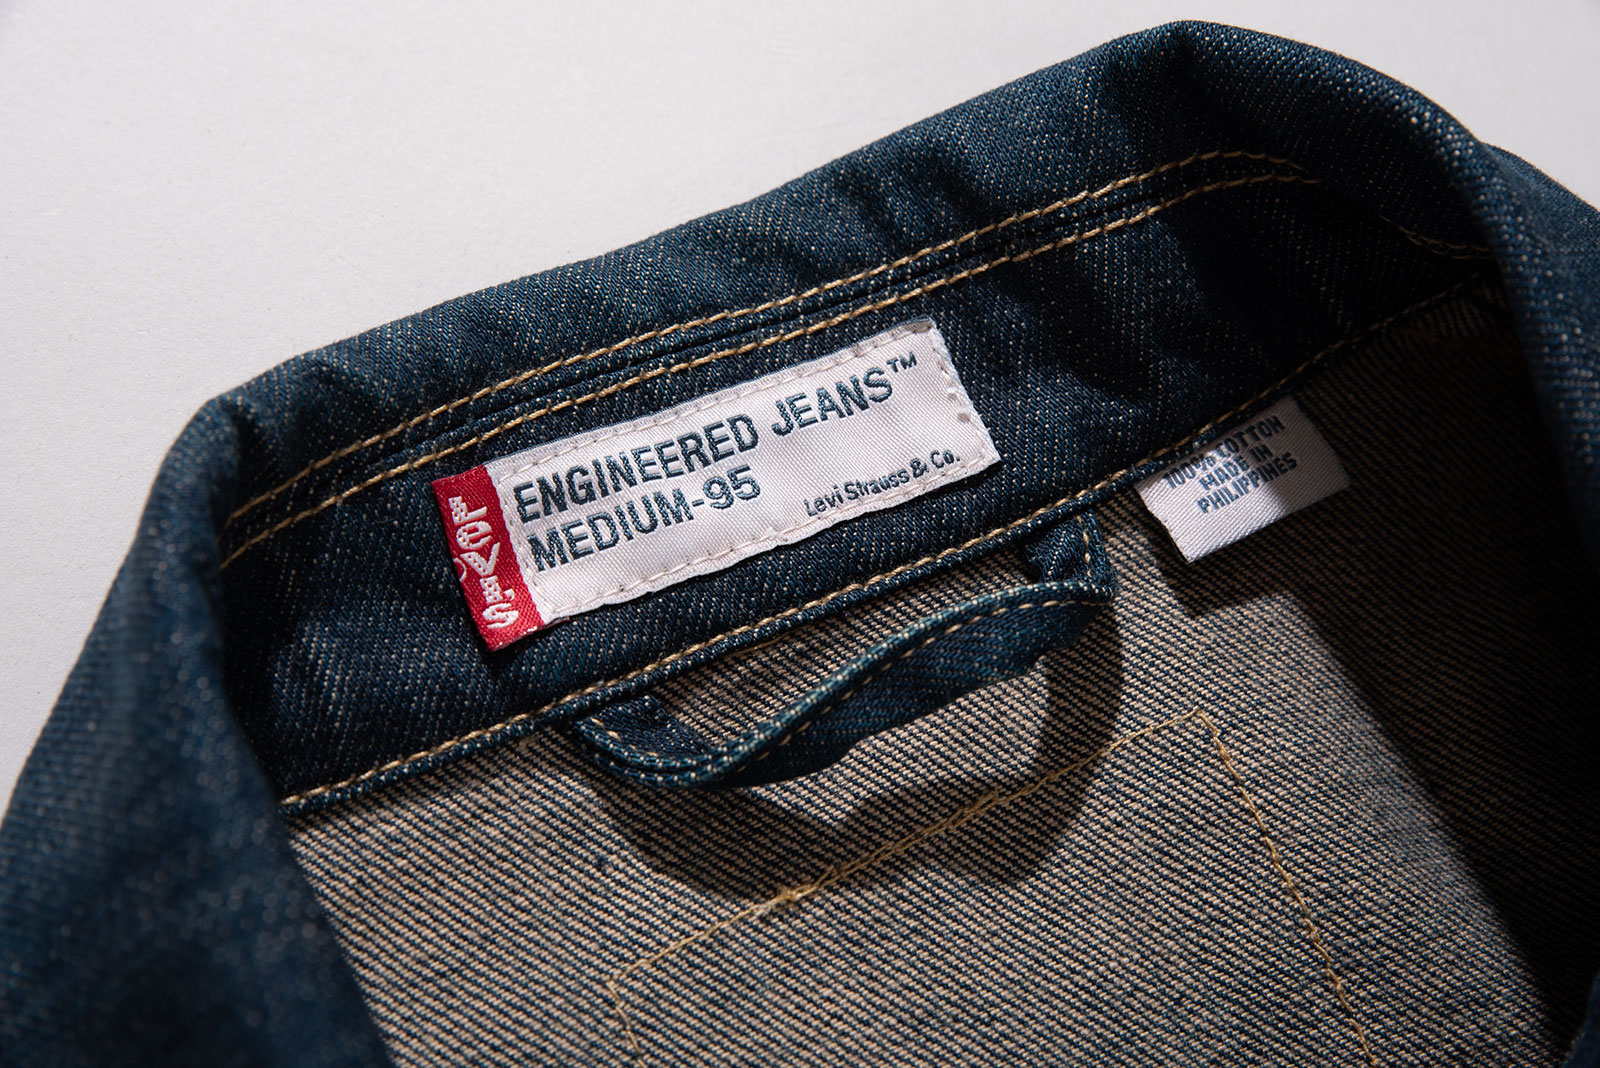 LEVI'S
ENGINEERED JEANS™
MEDIUM-95
Levi Strauss & Co.
100% COTTON
MADE IN
PHILIPPINES